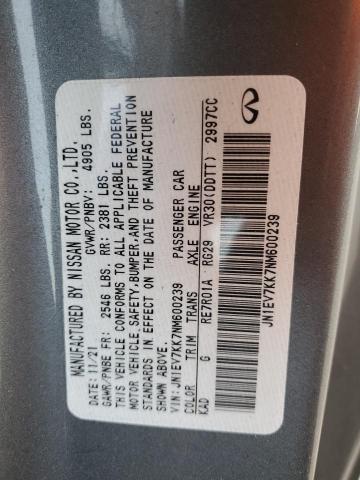 MANUFACTURED BY NISSAN MOTOR CO.,LTD.
DATE: 11/21 GVWR/PNBV: 4905 LBS.
GAWR/PNBE FR: 2546 LBS. RR: 2381 LBS.
THIS VEHICLE CONFORMS TO ALL APPLICABLE FEDERAL
MOTOR VEHICLE SAFETY, BUMPER, AND THEFT PREVENTION
STANDARDS IN EFFECT ON THE DATE OF MANUFACTURE
SHOWN ABOVE.
VIN: JN1EV7KK7NM600239 PASSENGER CAR
COLOR TRIM TRANS AXLE ENGINE
KAD G RE7R01A RG29 VR30(DDTT) 2997CC
JN1EV7KK7NM600239